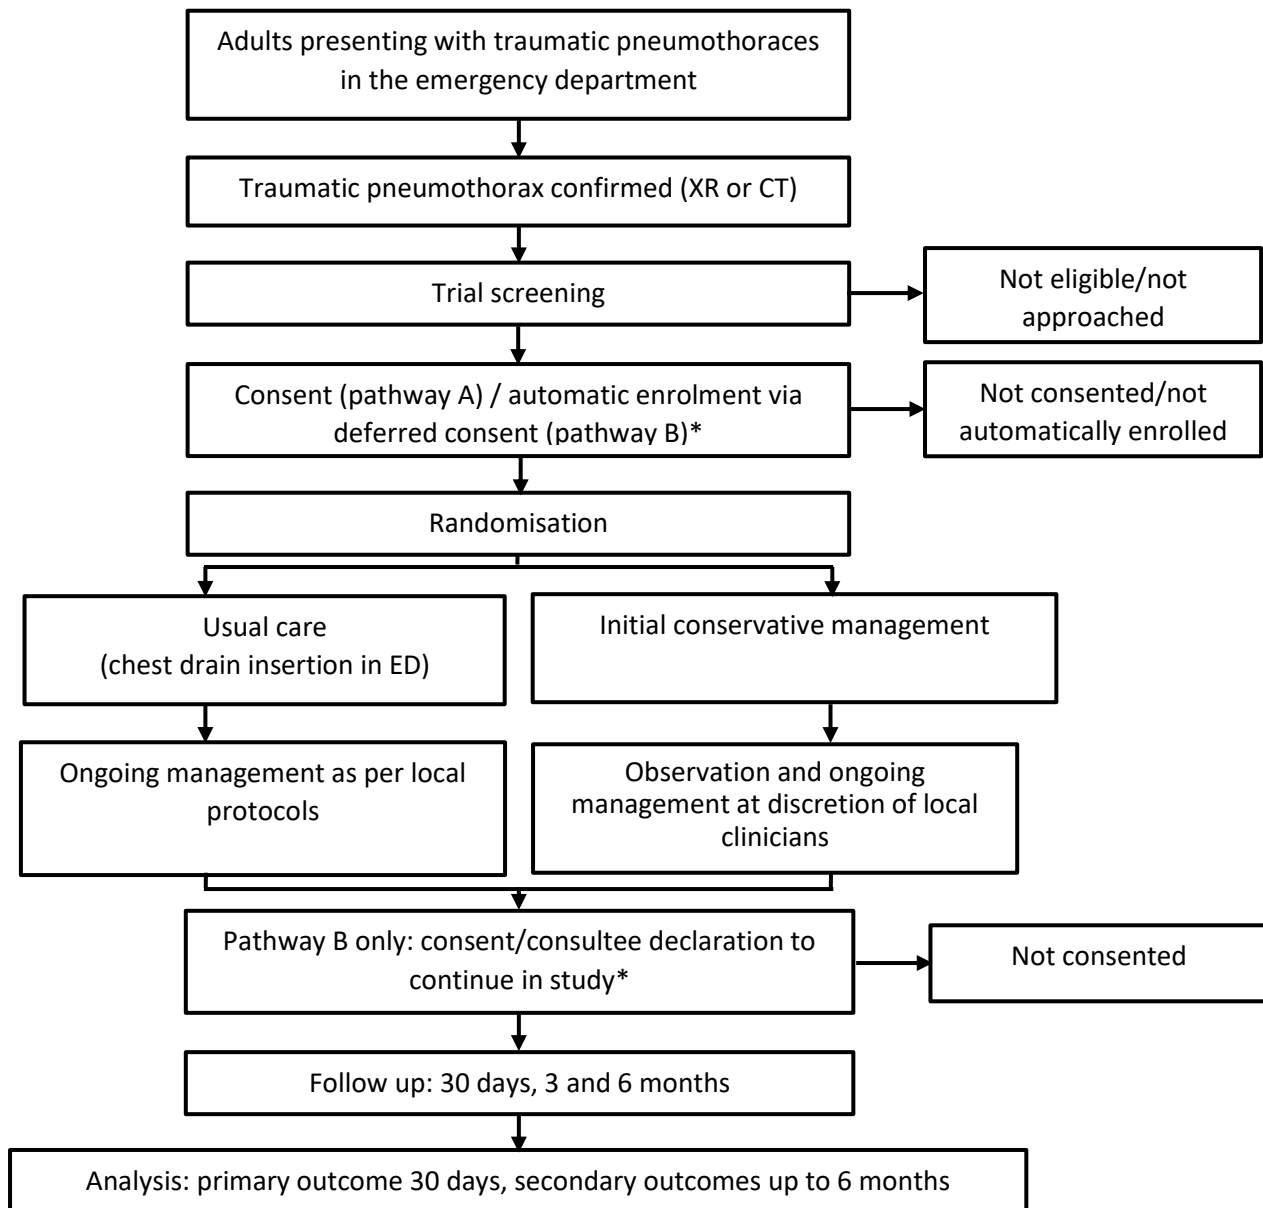 Adults presenting with traumatic pneumothoraces
in the emergency department
Traumatic pneumothorax confirmed (XR or CT)
Trial screening
Not eligible/not
approached
Consent (pathway A) / automatic enrolment via
deferred consent (pathway B)*
Not consented/not
automatically enrolled
Randomisation
Usual care
(chest drain insertion in ED)
Initial conservative management
Ongoing management as per local
protocols
Observation and ongoing
management at discretion of local
clinicians
Pathway B only: consent/consultee declaration to
continue in study*
Not consented
Follow up: 30 days, 3 and 6 months
Analysis: primary outcome 30 days, secondary outcomes up to 6 months